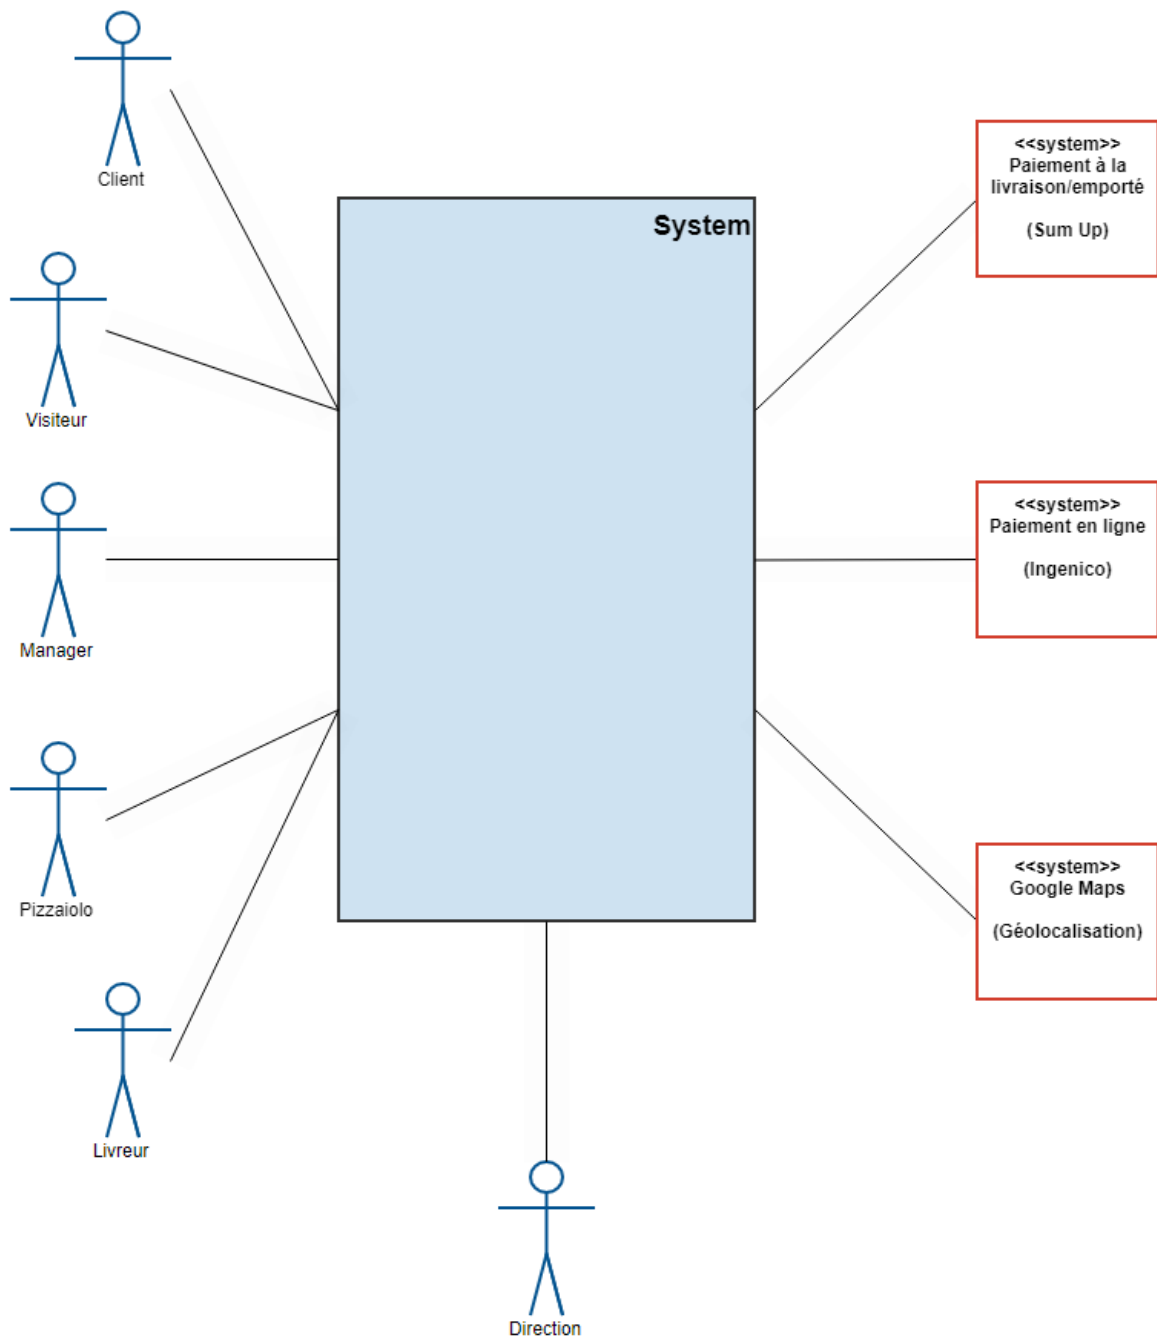 Client
System
<<system>>
Paiement à la
livraison/emporté
(Sum Up)
Visiteur
<<system>>
Paiement en ligne
(Ingenico)
Manager
Pizzaiolo
<<system>>
Google Maps
(Géolocalisation)
Livreur
Direction